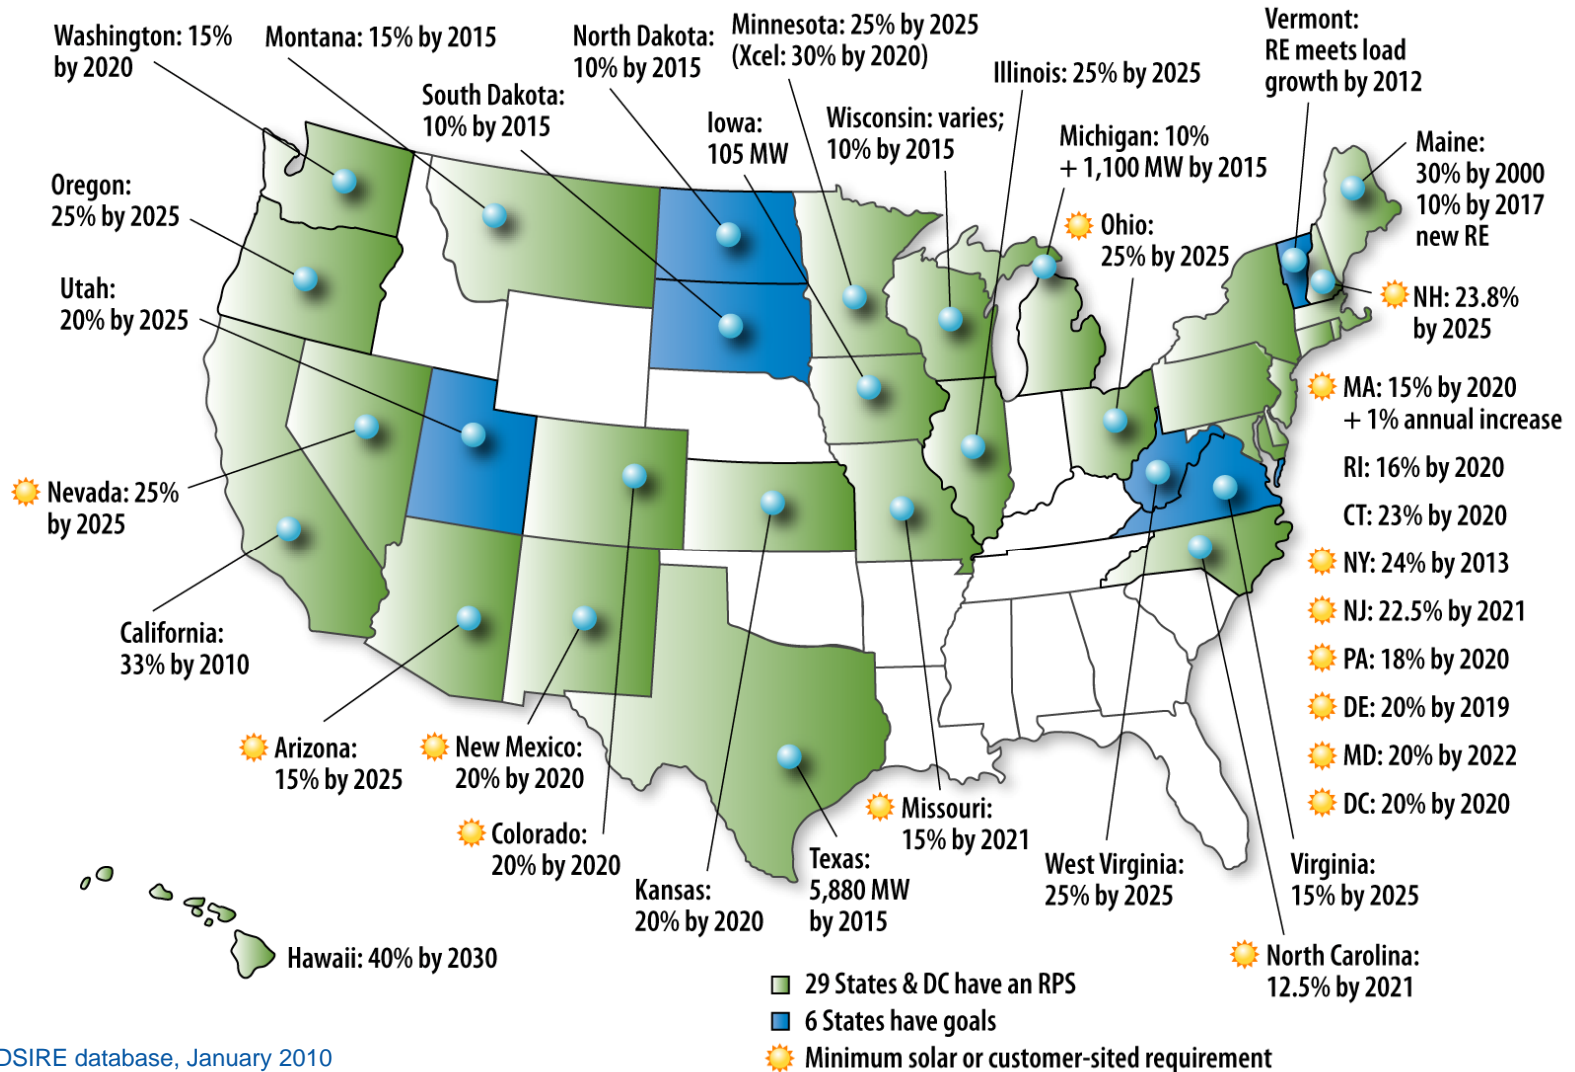 Washington: 15%
by 2020
Montana: 15% by 2015
North Dakota:
10% by 2015
Minnesota: 25% by 2025
(Xcel: 30% by 2020)
Vermont:
RE meets load
growth by 2012
South Dakota:
10% by 2015
Iowa:
105 MW
Wisconsin: varies;
10% by 2015
Illinois: 25% by 2025
Michigan: 10%
+ 1,100 MW by 2015
Maine:
30% by 2000
10% by 2017
new RE
Oregon:
25% by 2025
Ohio:
25% by 2025
Utah:
20% by 2025
NH: 23.8%
by 2025
MA: 15% by 2020
+ 1% annual increase
RI: 16% by 2020
CT: 23% by 2020
NY: 24% by 2013
NJ: 22.5% by 2021
PA: 18% by 2020
DE: 20% by 2019
MD: 20% by 2022
DC: 20% by 2020
Nevada: 25%
by 2025
California:
33% by 2010
Arizona:
15% by 2025
New Mexico:
20% by 2020
Colorado:
20% by 2020
Kansas:
20% by 2020
Texas:
5,880 MW
by 2015
Missouri:
15% by 2021
West Virginia:
25% by 2025
Virginia:
15% by 2025
North Carolina:
12.5% by 2021
Hawaii: 40% by 2030
29 States & DC have an RPS
6 States have goals
Minimum solar or customer-sited requirement
DSIRE database, January 2010